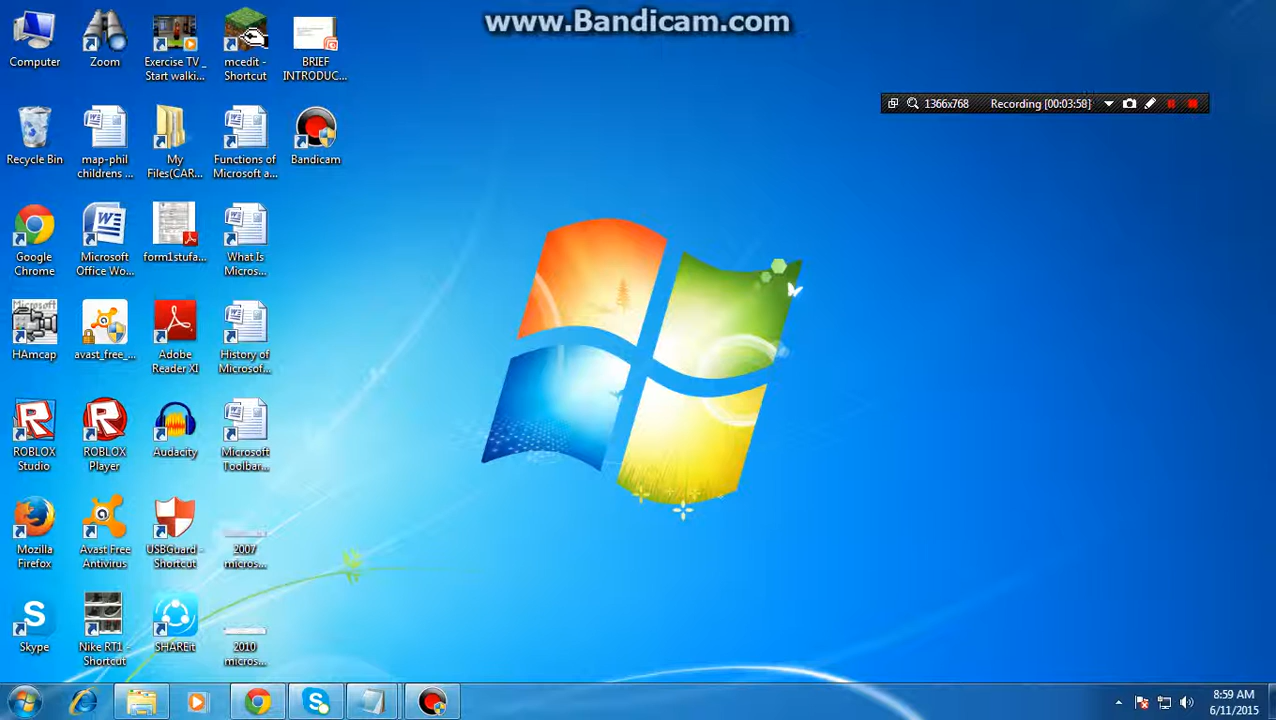 www.Bandicam.com
1366x768 Recording [00:03:58]
Computer
Zoom
Exercise TV _
Start walki...
mcedit -
Shortcut
BRIEF
INTRODUC...
Recycle Bin
map-phil
childrens ...
My
Files(CAR...
Functions of
Microsoft a...
Bandicam
Google
Chrome
Microsoft
Office Wo...
form1stufa...
What Is
Micros...
Microsoft
HAmcap
avast_free_...
Adobe
Reader XI
History of
Microsof...
ROBLOX
Studio
ROBLOX
Player
Audacity
Microsoft
Toolbar...
Mozilla
Firefox
Avast Free
Antivirus
USBGuard -
Shortcut
2007
micros...
Skype
Nike RT1 -
Shortcut
SHAREit
2010
micros...
8:59 AM
6/11/2015